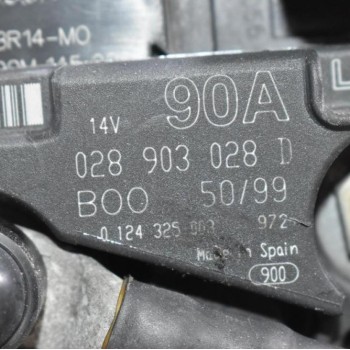 BR14-MO
90A
L
14V
028 903 028 D
BOO 50/99
0 124 325 003 972
Made in Spain
900